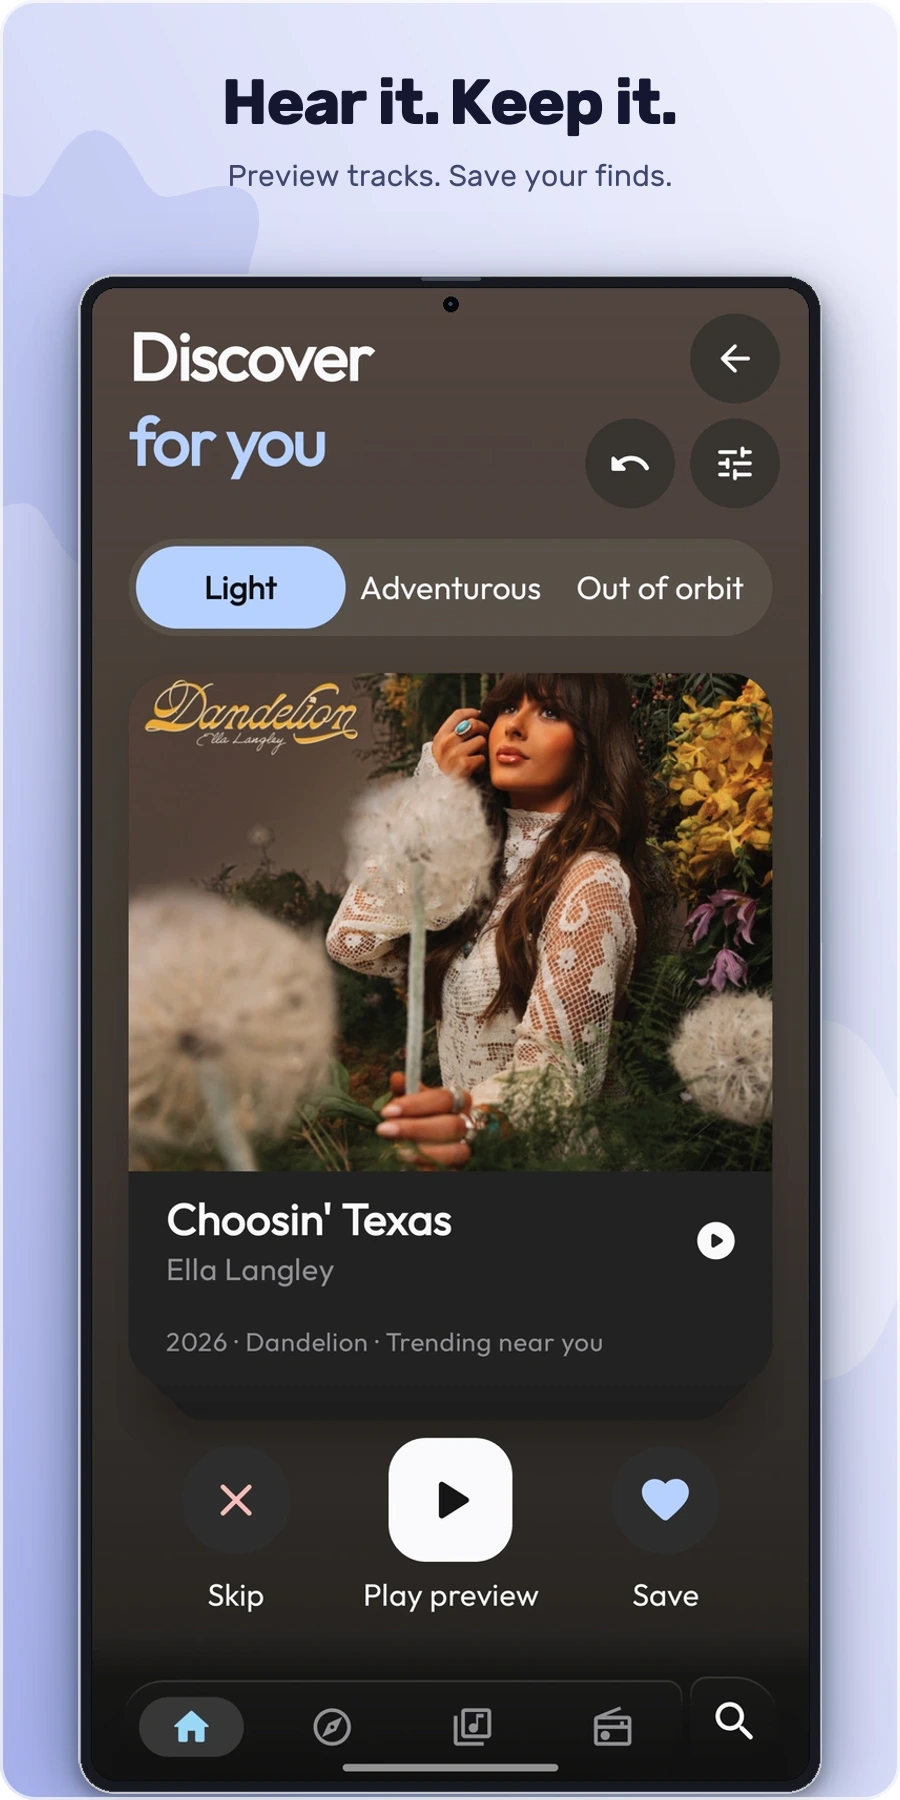 Hear it. Keep it.
Preview tracks. Save your finds.
Discover
for you
Light
Adventurous
Out of orbit
Dandelion
Ella Langley
Choosin' Texas
Ella Langley
2026 · Dandelion · Trending near you
Skip
Play preview
Save